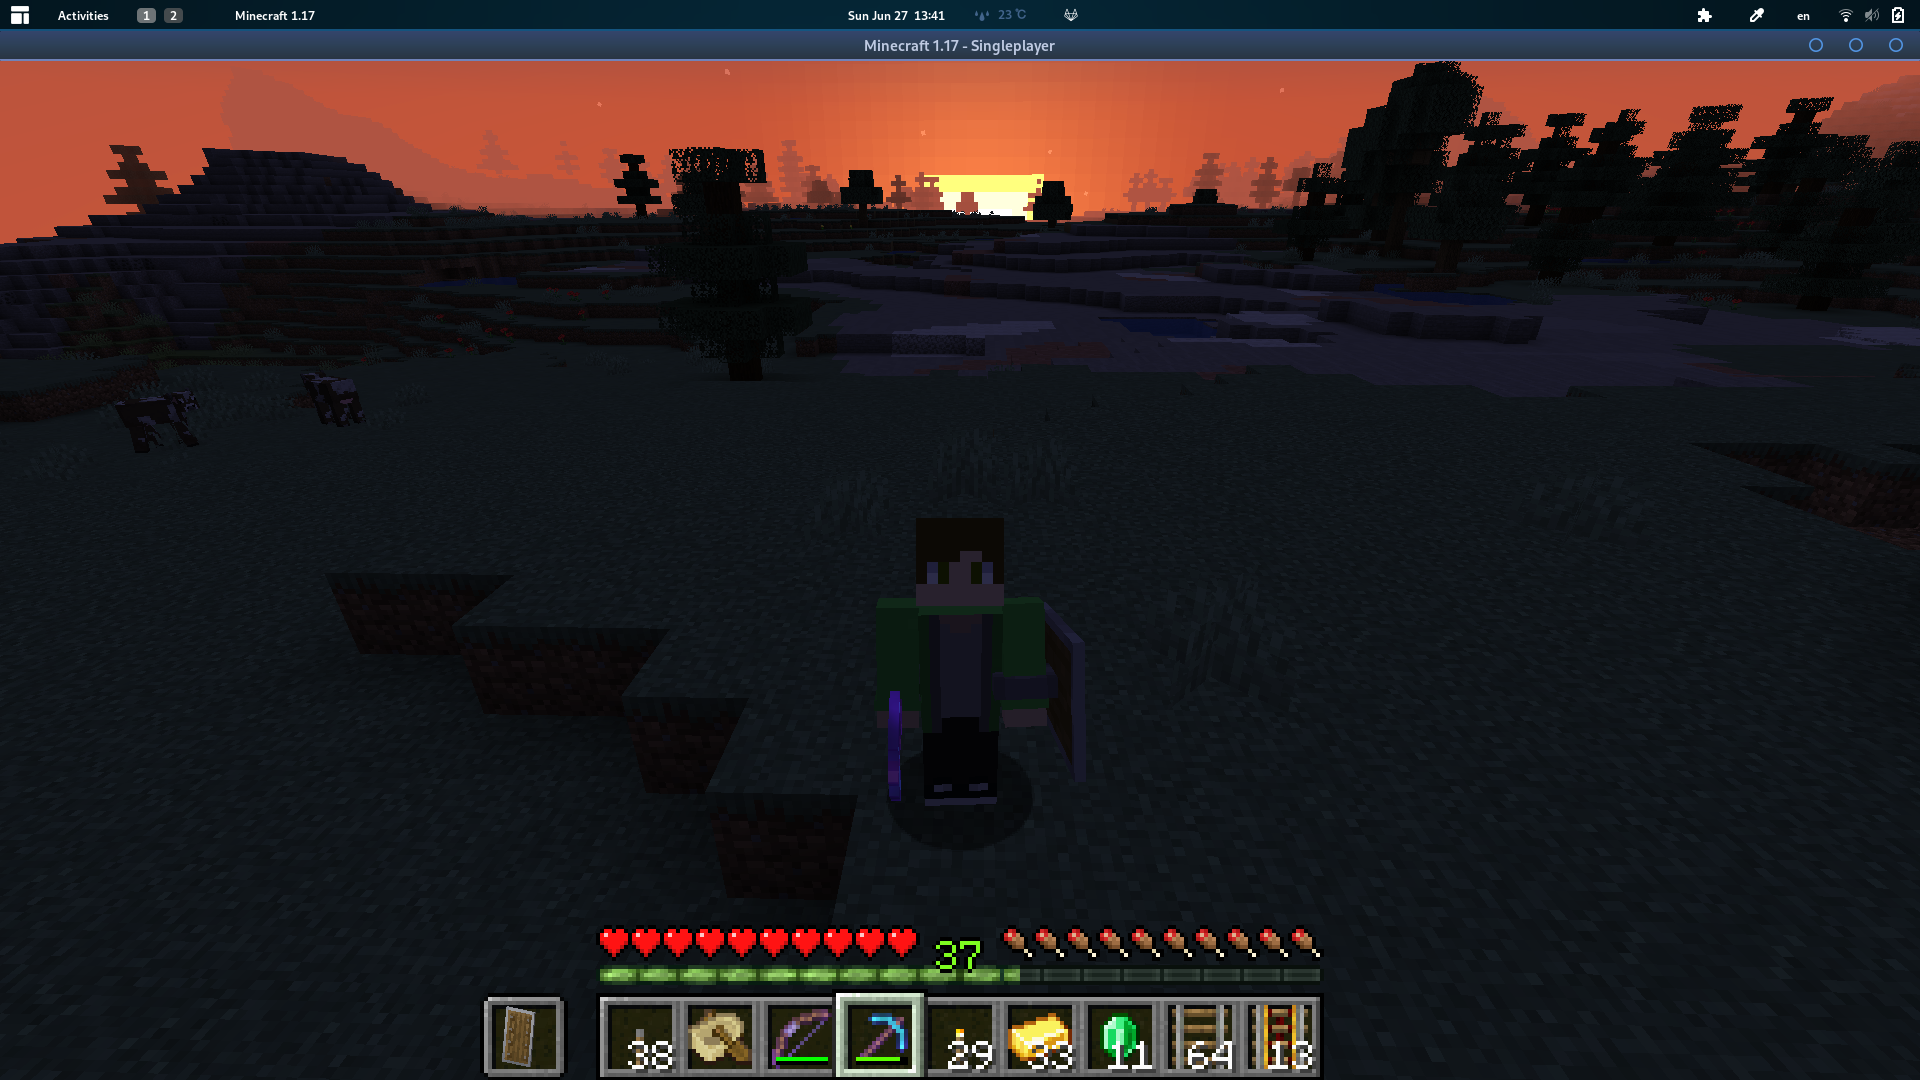 Activities 1 2 Minecraft 1.17 Sun Jun 27 13:41 23 °C en
Minecraft 1.17 - Singleplayer
37
38 29 33 11 64 13